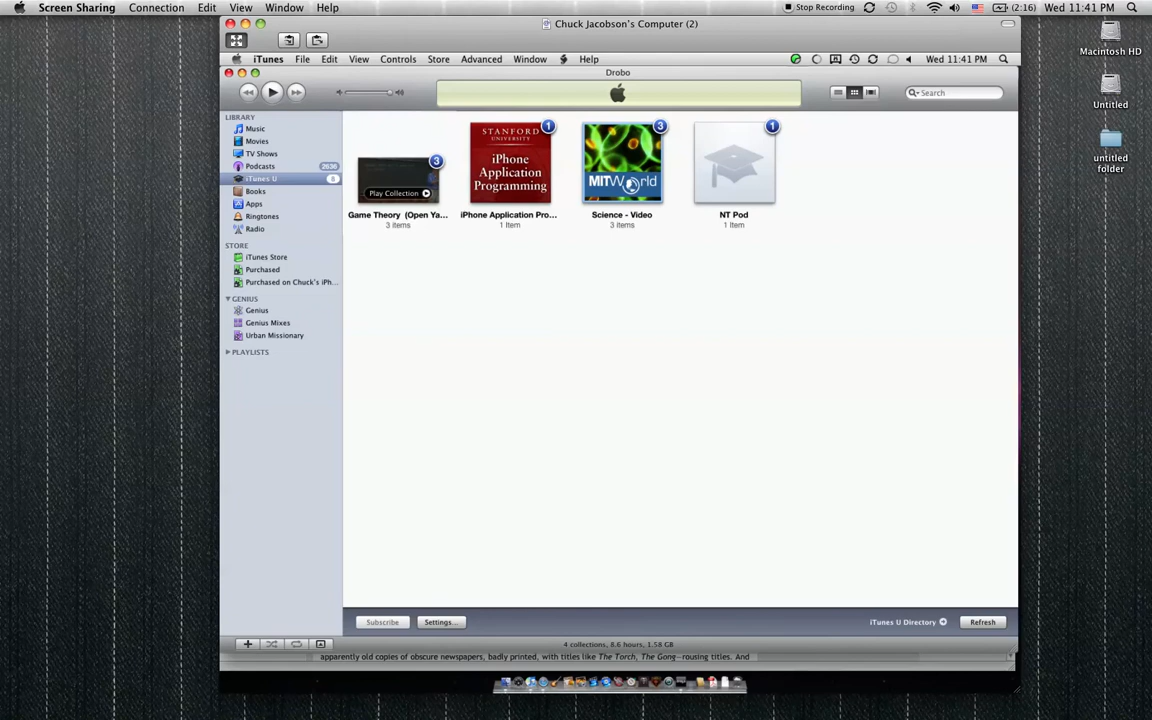 Screen Sharing Connection Edit View Window Help Stop Recording (2:16) Wed 11:41 PM
Chuck Jacobson's Computer (2)
Macintosh HD
Untitled
untitled
folder
iTunes File Edit View Controls Store Advanced Window Help Wed 11:41 PM
Drobo
Search
LIBRARY
Music
Movies
TV Shows
Podcasts 2636
iTunes U 8
Books
Apps
Ringtones
Radio
STORE
iTunes Store
Purchased
Purchased on Chuck's iPh...
GENIUS
Genius
Genius Mixes
Urban Missionary
PLAYLISTS
3
Play Collection
Game Theory (Open Ya...
3 items
1
STANFORD
UNIVERSITY
iPhone
Application
Programming
iPhone Application Pro...
1 Item
3
MITWorld
Science - Video
3 items
1
NT Pod
1 Item
Subscribe Settings... iTunes U Directory Refresh
4 collections, 8.6 hours, 1.58 GB
apparently old copies of obscure newspapers, badly printed, with titles like The Torch, The Gong—rousing titles. And